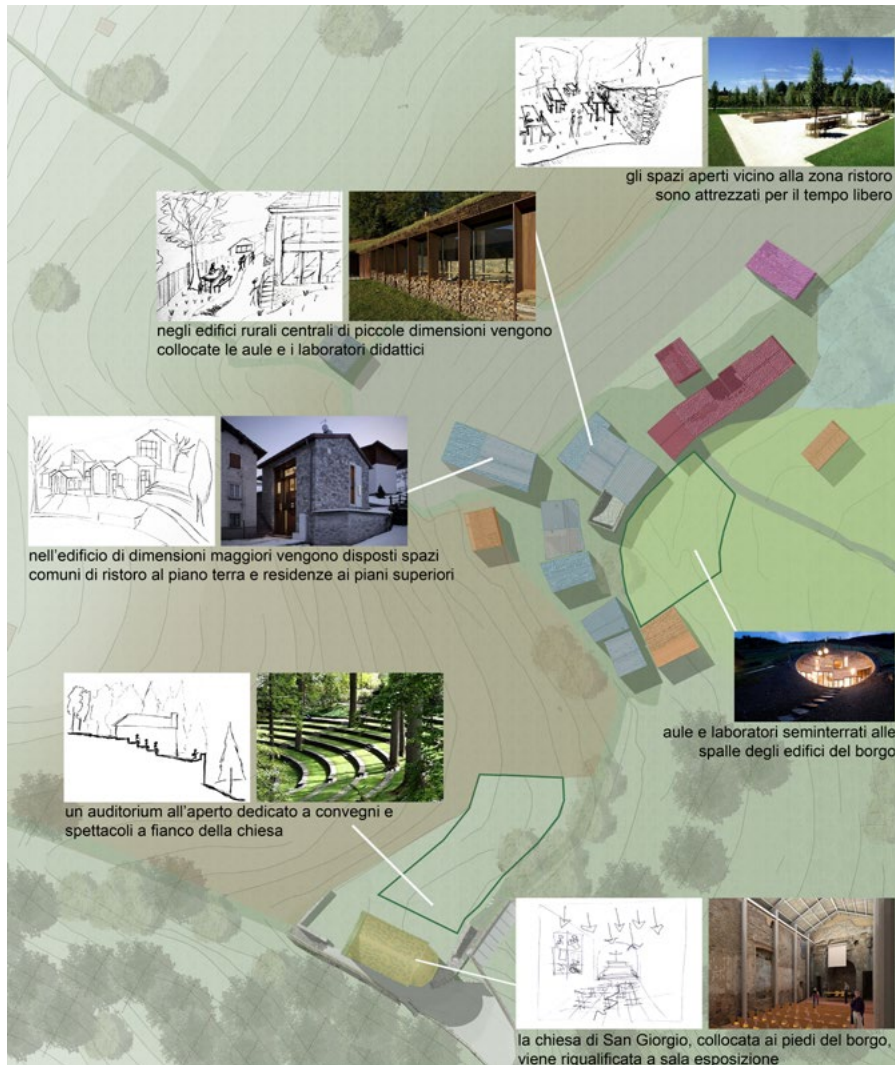 gli spazi aperti vicino alla zona ristoro
sono attrezzati per il tempo libero
negli edifici rurali centrali di piccole dimensioni vengono
collocate le aule e i laboratori didattici
nell'edificio di dimensioni maggiori vengono disposti spazi
comuni di ristoro al piano terra e residenze ai piani superiori
aule e laboratori seminterrati alle
spalle degli edifici del borgo
un auditorium all'aperto dedicato a convegni e
spettacoli a fianco della chiesa
la chiesa di San Giorgio, collocata ai piedi del borgo,
viene riqualificata a sala esposizione